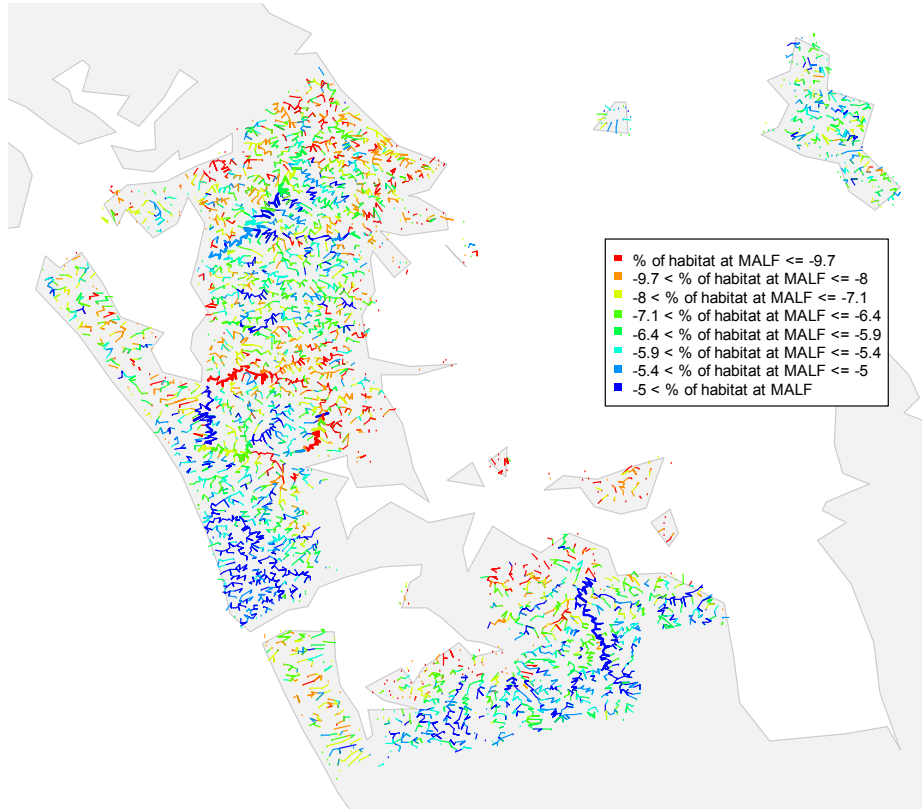 % of habitat at MALF <= -9.7
-9.7 < % of habitat at MALF <= -8
-8 < % of habitat at MALF <= -7.1
-7.1 < % of habitat at MALF <= -6.4
-6.4 < % of habitat at MALF <= -5.9
-5.9 < % of habitat at MALF <= -5.4
-5.4 < % of habitat at MALF <= -5
-5 < % of habitat at MALF